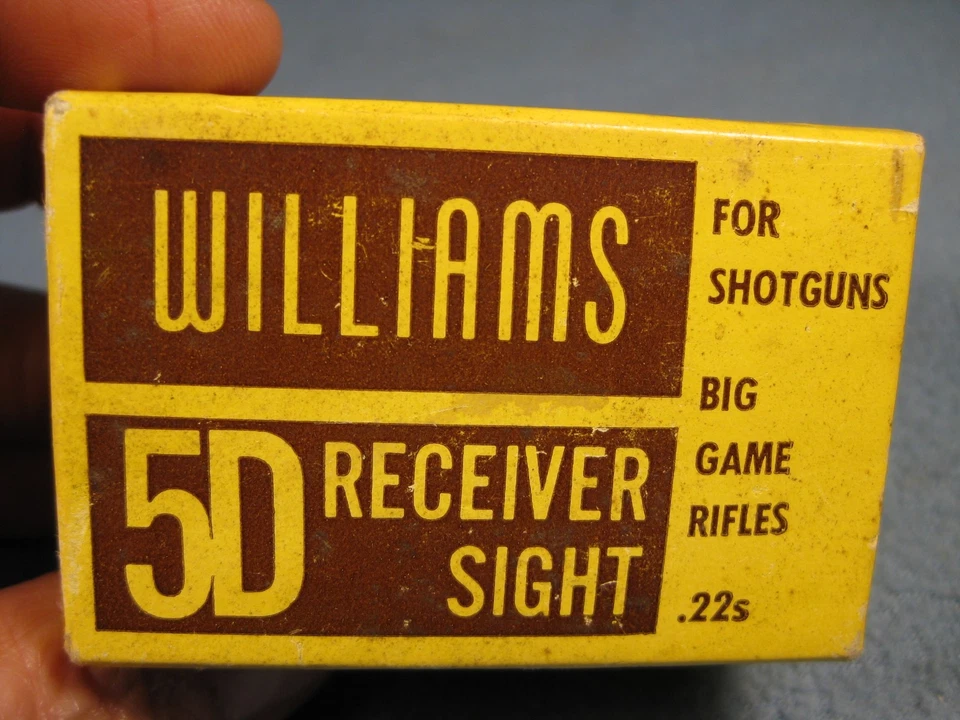 WILLIAMS
5D RECEIVER
SIGHT
FOR
SHOTGUNS
BIG
GAME
RIFLES
.22s